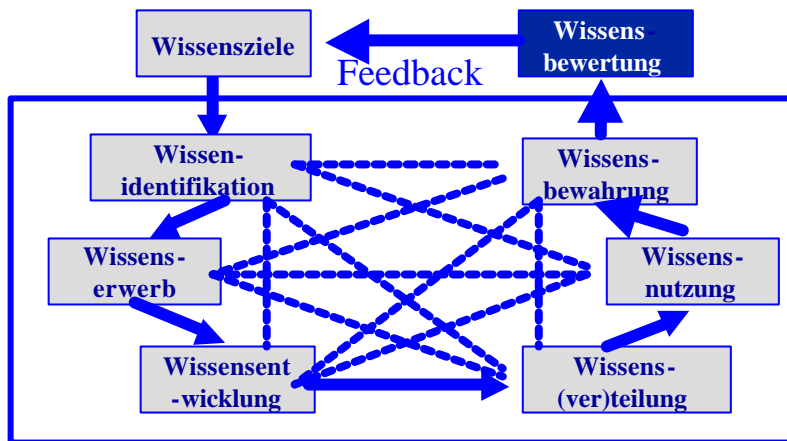 Wissensziele
Wissens-
bewertung
Feedback
Wissen-
identifikation
Wissens-
bewahrung
Wissens-
erwerb
Wissens-
nutzung
Wissensent
-wicklung
Wissens-
(ver)teilung